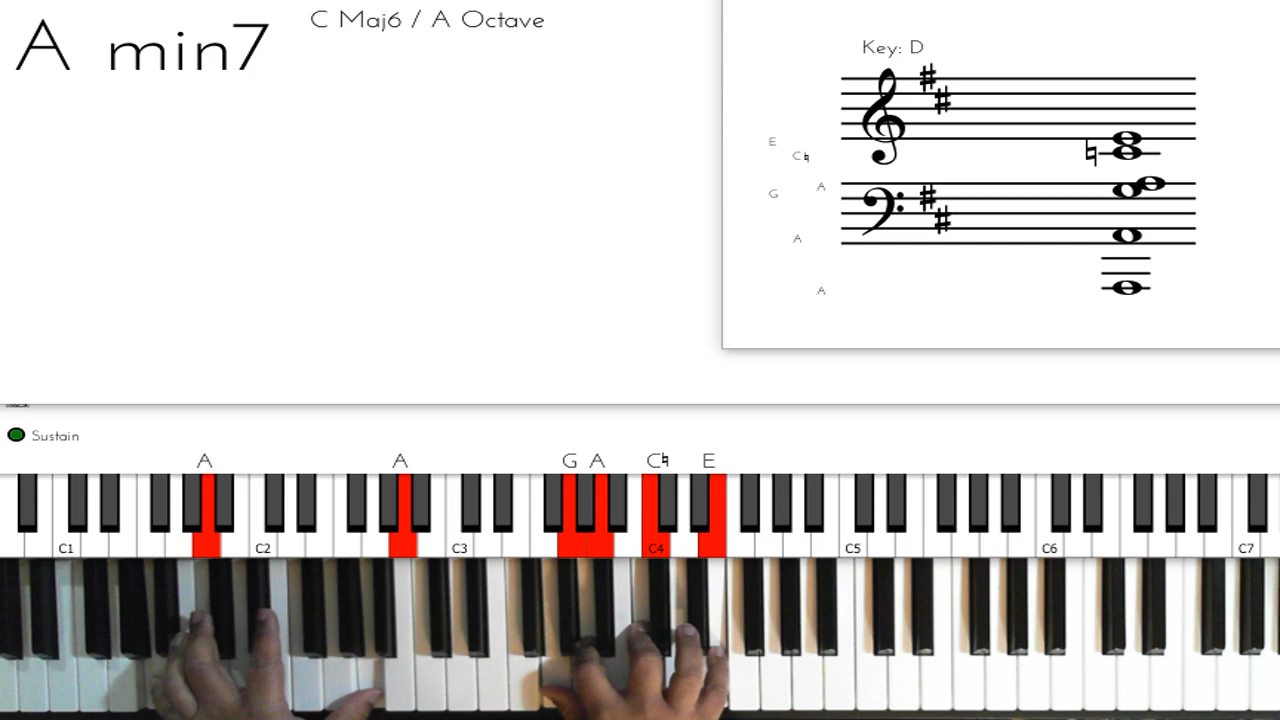 A min7
C Maj6 / A Octave
Key: D
E
C♮
A
G
A
A
Sustain
A A G A C♮ E
C1 C2 C3 C4 C5 C6 C7